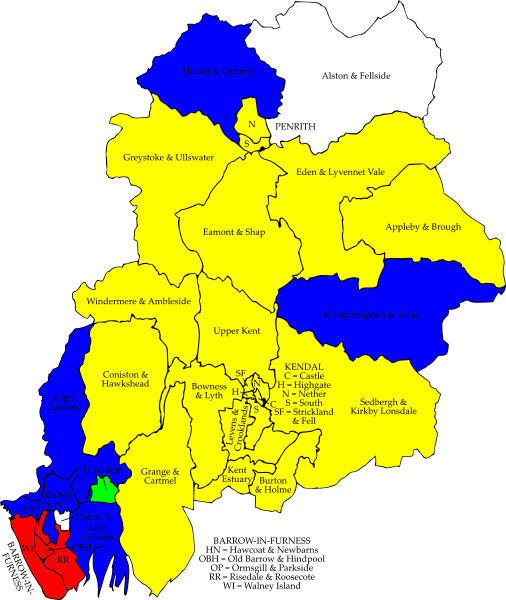 Hesket & Lazonby
Alston & Fellside
N
PENRITH
S
Greystoke & Ullswater
Eden & Lyvennet Vale
Appleby & Brough
Eamont & Shap
Windermere & Ambleside
Kirkby Stephen & Tebay
Upper Kent
Coniston &
Hawkshead
SF
N
H
C
S
Bowness
& Lyth
KENDAL
C = Castle
H = Highgate
N = Nether
S = South
SF = Strickland
& Fell
Sedbergh &
Kirkby Lonsdale
High
Furness
Levens &
Crooklands
Ulverston
Grange &
Cartmel
Kent
Estuary
Burton
& Holme
Dalton
N
OP
HN
Dalton S
Low
Furness
OBH
WI
RR
BARROW-IN-
FURNESS
BARROW-IN-FURNESS
HN = Hawcoat & Newbarns
OBH = Old Barrow & Hindpool
OP = Ormsgill & Parkside
RR = Risedale & Roosecote
WI = Walney Island